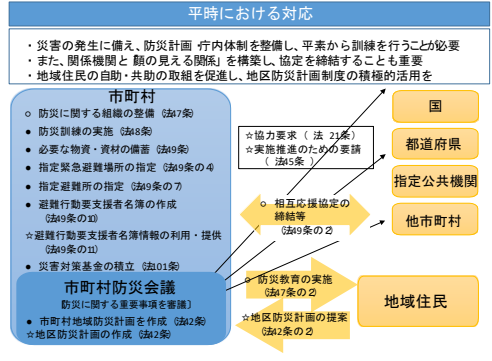 平時における対応
・災害の発生に備え、防災計画・庁内体制を整備し、平素から訓練を行うことが必要
・また、関係機関と「顔の見える関係」を構築し、協定を締結することも重要
・地域住民の自助・共助の取組を促進し、地区防災計画制度の積極的活用を
市町村
○ 防災に関する組織の整備（法47条）
● 防災訓練の実施（法48条）
● 必要な物資・資材の備蓄（法49条）
● 指定緊急避難場所の指定（法49条の4）
● 指定避難所の指定（法49条の7）
● 避難行動要支援者名簿の作成
（法49条の10）
☆避難行動要支援者名簿情報の利用・提供
（法49条の11）
● 災害対策基金の積立（法101条）
市町村防災会議
防災に関する重要事項を審議］
● 市町村地域防災計画を作成（法42条）
☆地区防災計画の作成（法42条）
☆協力要求（ 法 21条）
☆実施推進のための要請
（ 法45条 ）
○ 相互応援協定の
締結等
（法49条の2）
○ 防災教育の実施
（法47条の2）
☆地区防災計画の提案
（法42条の2）
国
都道府県
指定公共機関
他市町村
地域住民